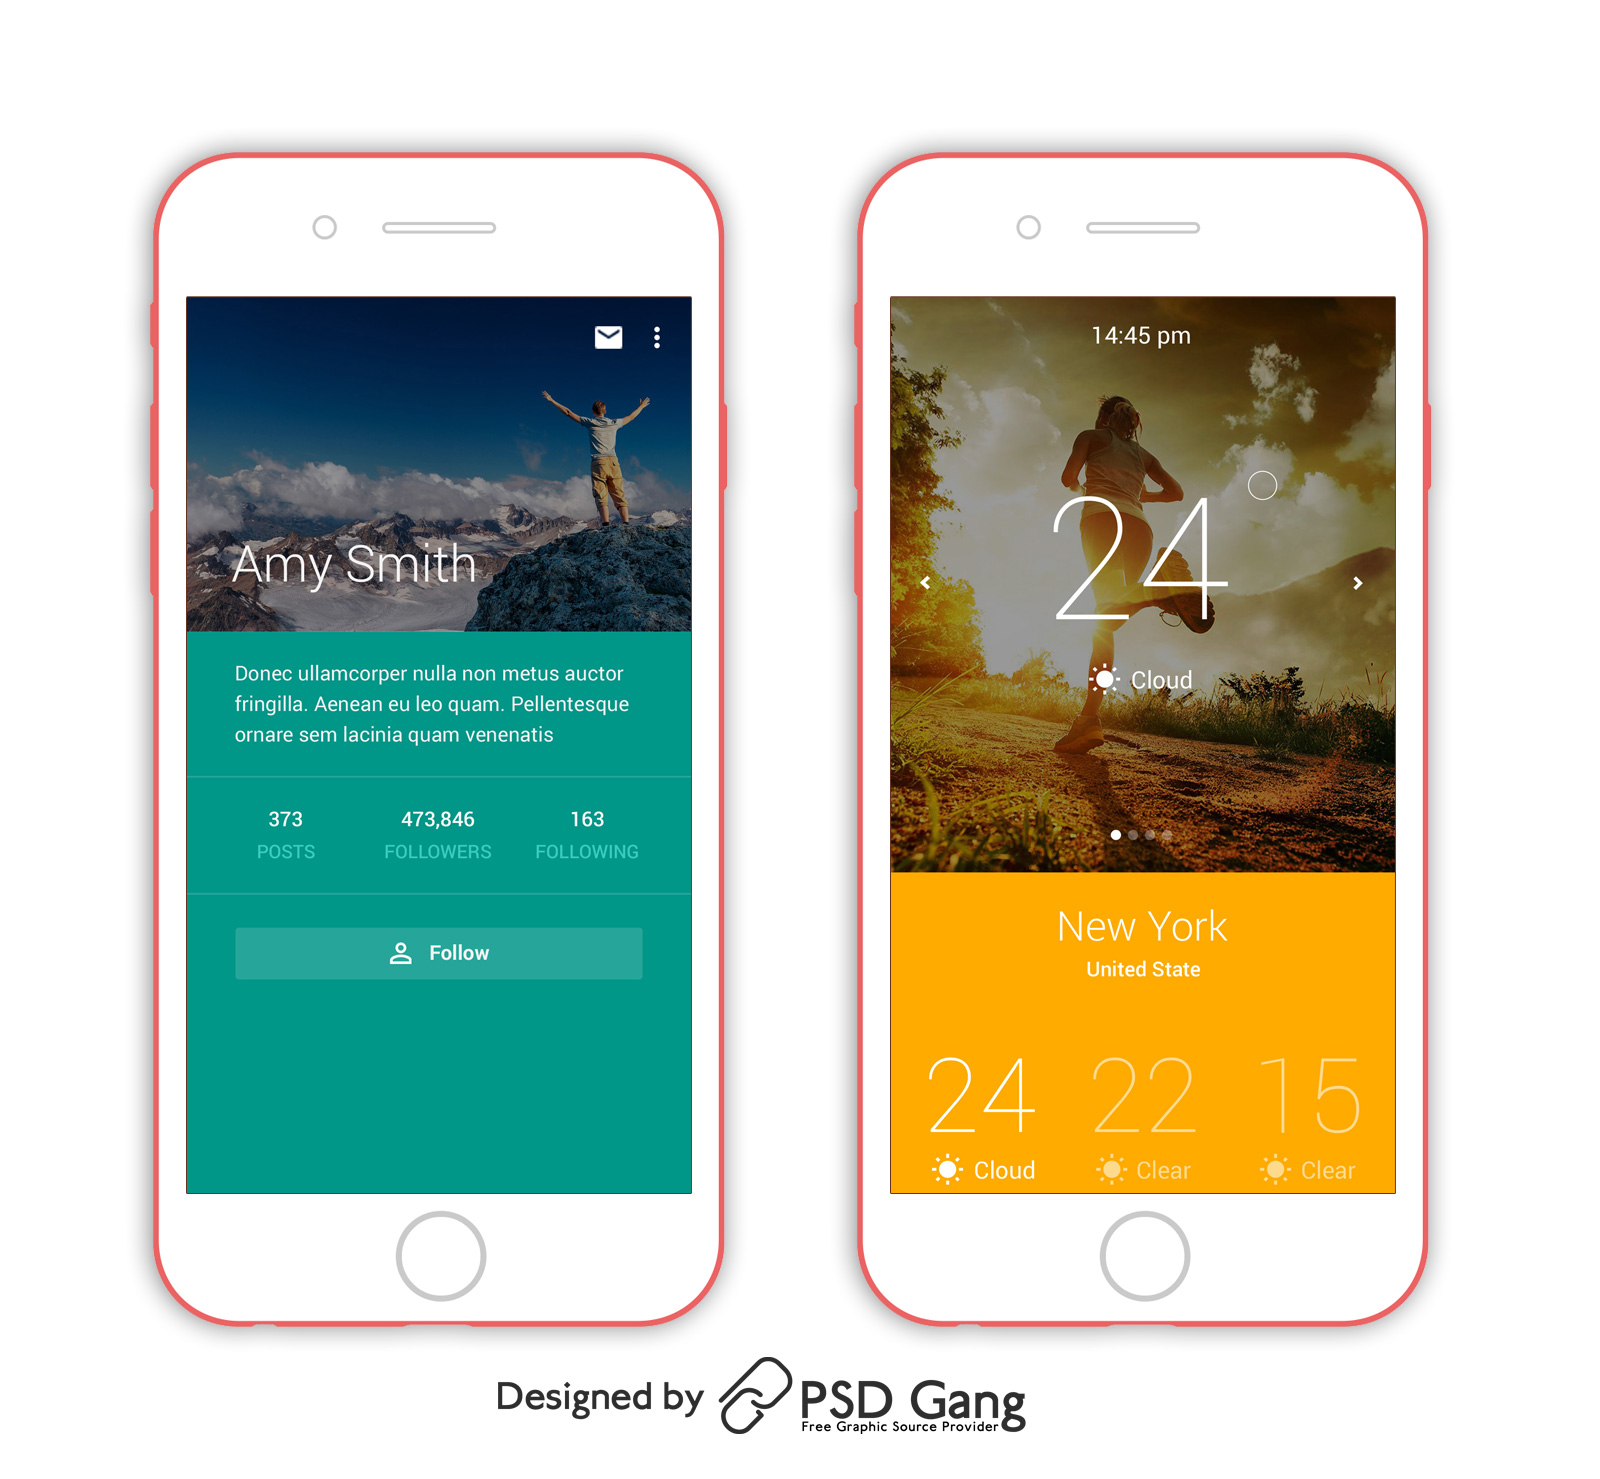 Amy Smith
Donec ullamcorper nulla non metus auctor
fringilla. Aenean eu leo quam. Pellentesque
ornare sem lacinia quam venenatis
373 473,846 163
POSTS FOLLOWERS FOLLOWING
Follow
14:45 pm
24
Cloud
New York
United State
24 22 15
Cloud Clear Clear
Designed by PSD Gang
Free Graphic Source Provider